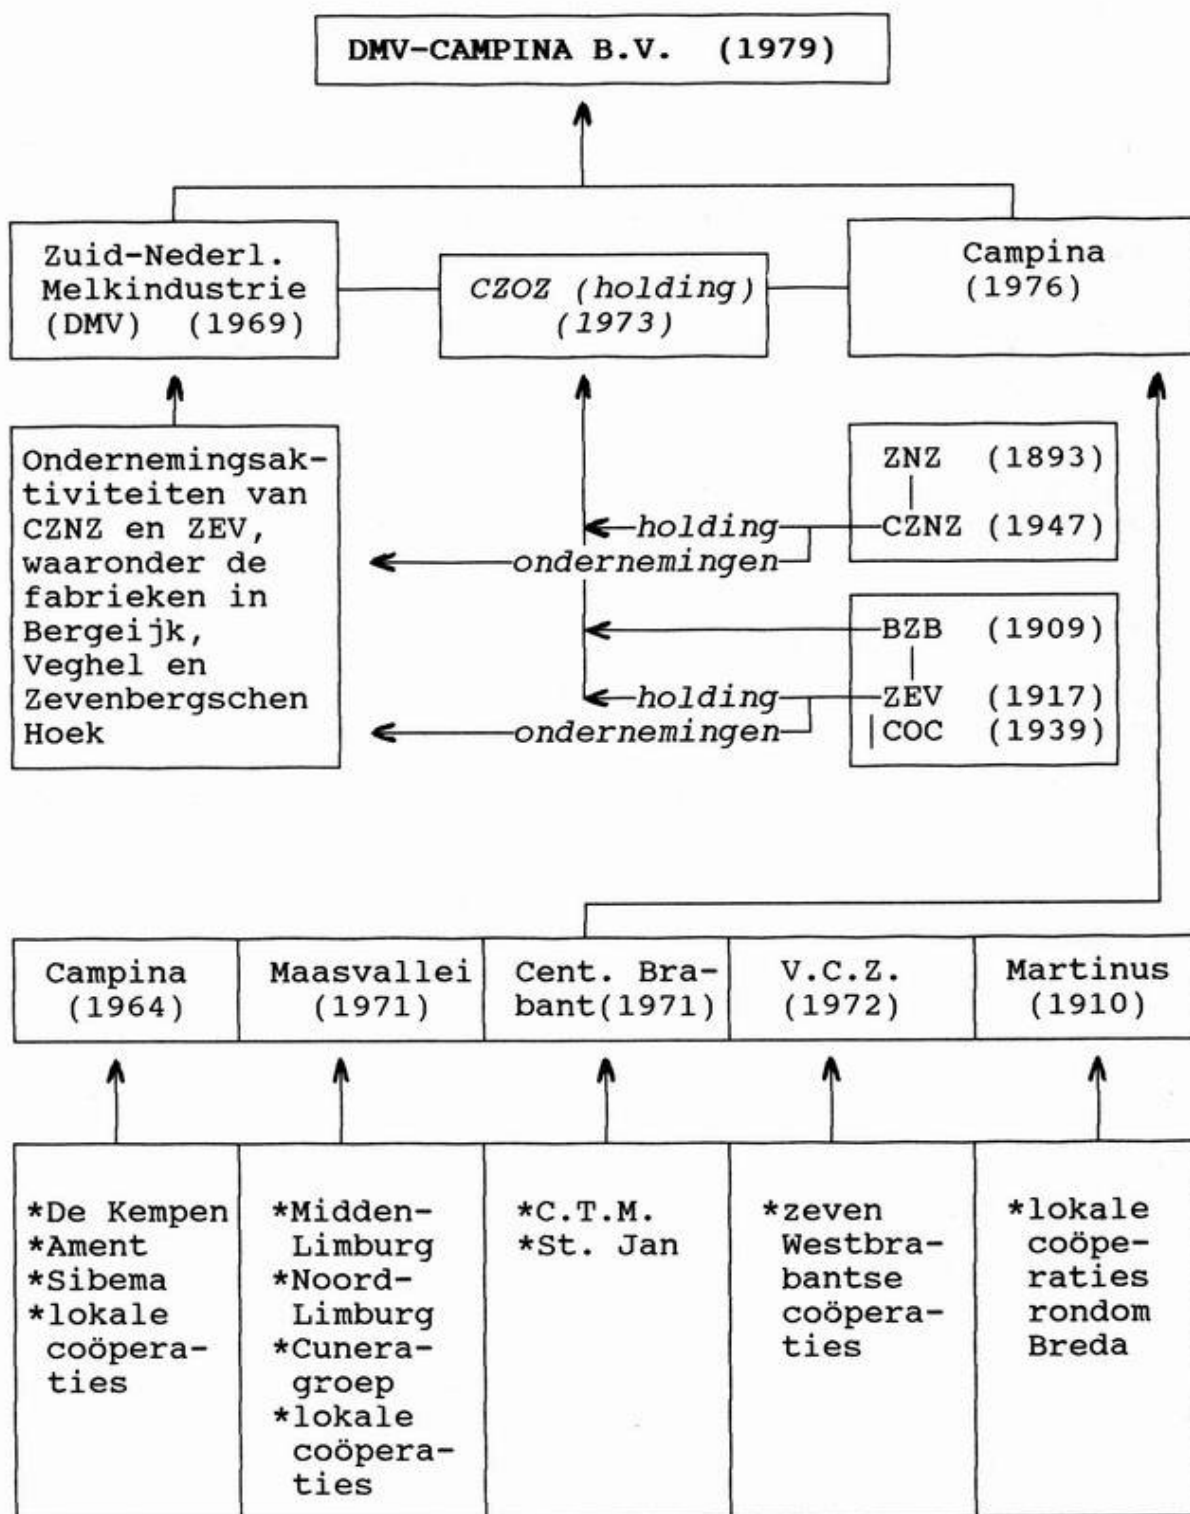 DMV-CAMPINA B.V. (1979)
Zuid-Nederl.
Melkindustrie
(DMV) (1969)
CZOZ (holding)
(1973)
Campina
(1976)
Ondernemingsak-
tiviteiten van
CZNZ en ZEV,
waaronder de
fabrieken in
Bergeijk,
Veghel en
Zevenbergschen
Hoek
ZNZ (1893)
holding
CZNZ (1947)
ondernemingen
BZB (1909)
holding
ZEV (1917)
ondernemingen
COC (1939)
Campina
(1964)
Maasvallei
(1971)
Cent. Bra-
bant(1971)
V.C.Z.
(1972)
Martinus
(1910)
*De Kempen
*Ament
*Sibema
*lokale
coöpera-
ties
*Midden-
Limburg
*Noord-
Limburg
*Cunera-
groep
*lokale
coöpera-
ties
*C.T.M.
*St. Jan
*zeven
Westbra-
bantse
coöpera-
ties
*lokale
coöpe-
raties
rondom
Breda